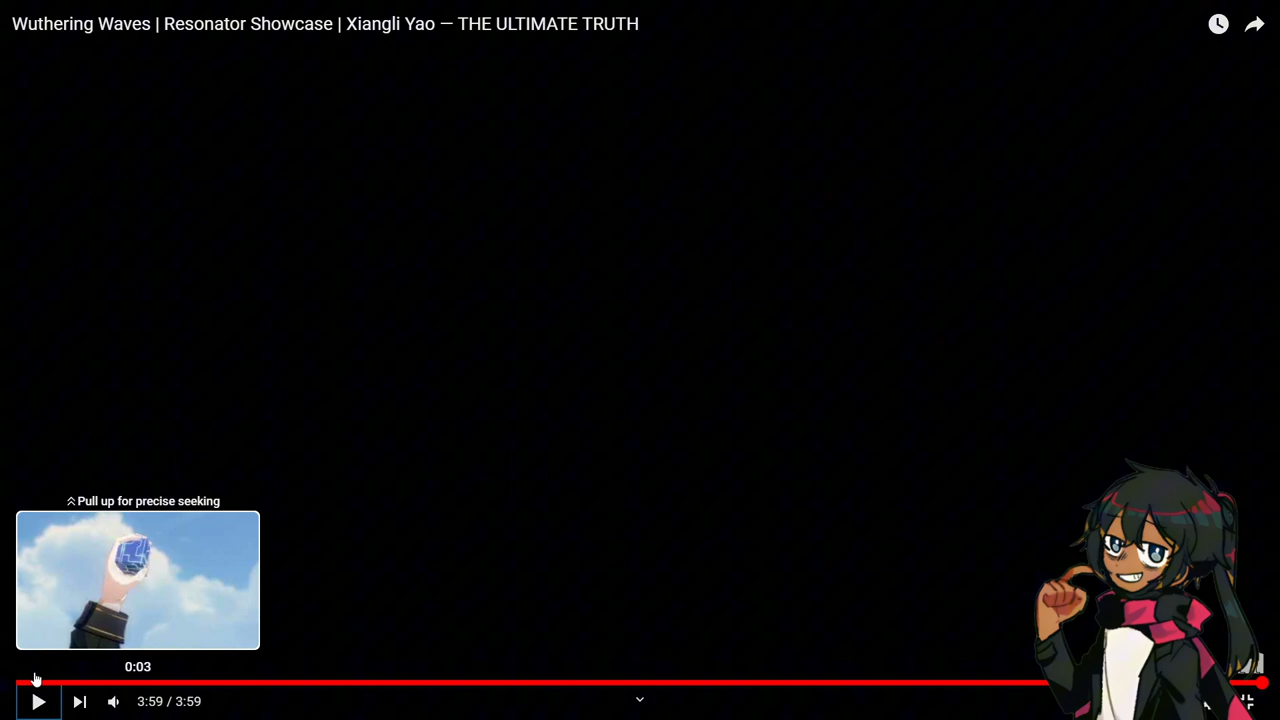 Wuthering Waves | Resonator Showcase | Xiangli Yao — THE ULTIMATE TRUTH
Pull up for precise seeking
0:03
3:59 / 3:59